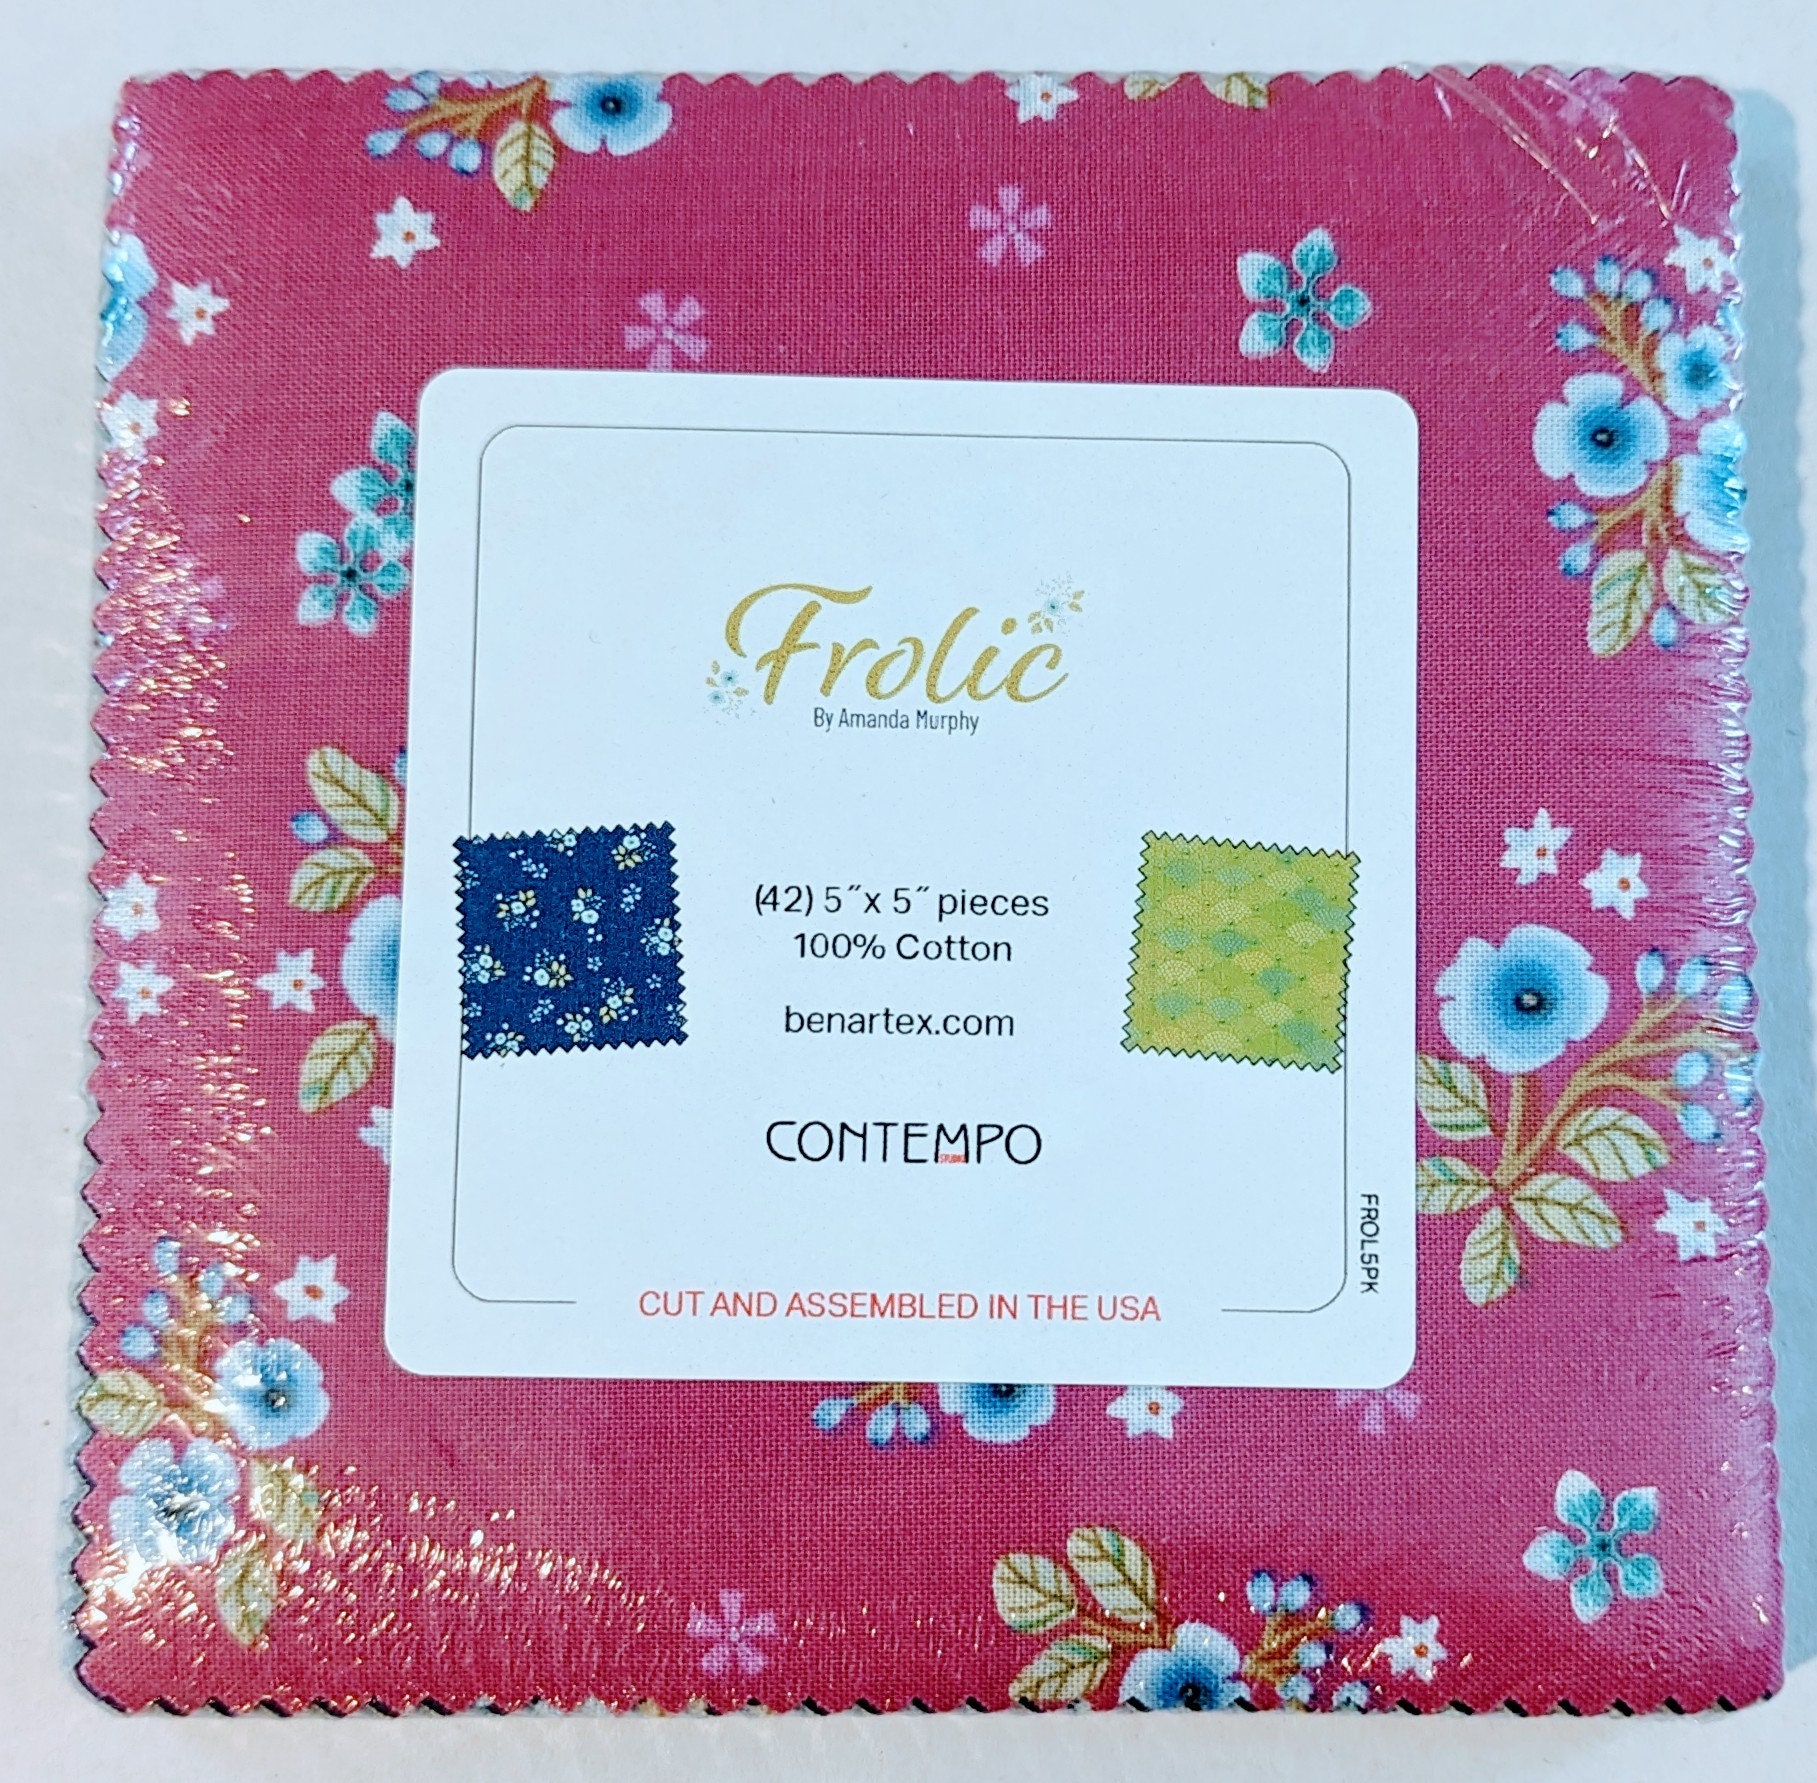 Frolic
By Amanda Murphy
(42) 5″x 5″ pieces
100% Cotton
benartex.com
CONTEMPO
STUDIO
FROL5PK
CUT AND ASSEMBLED IN THE USA